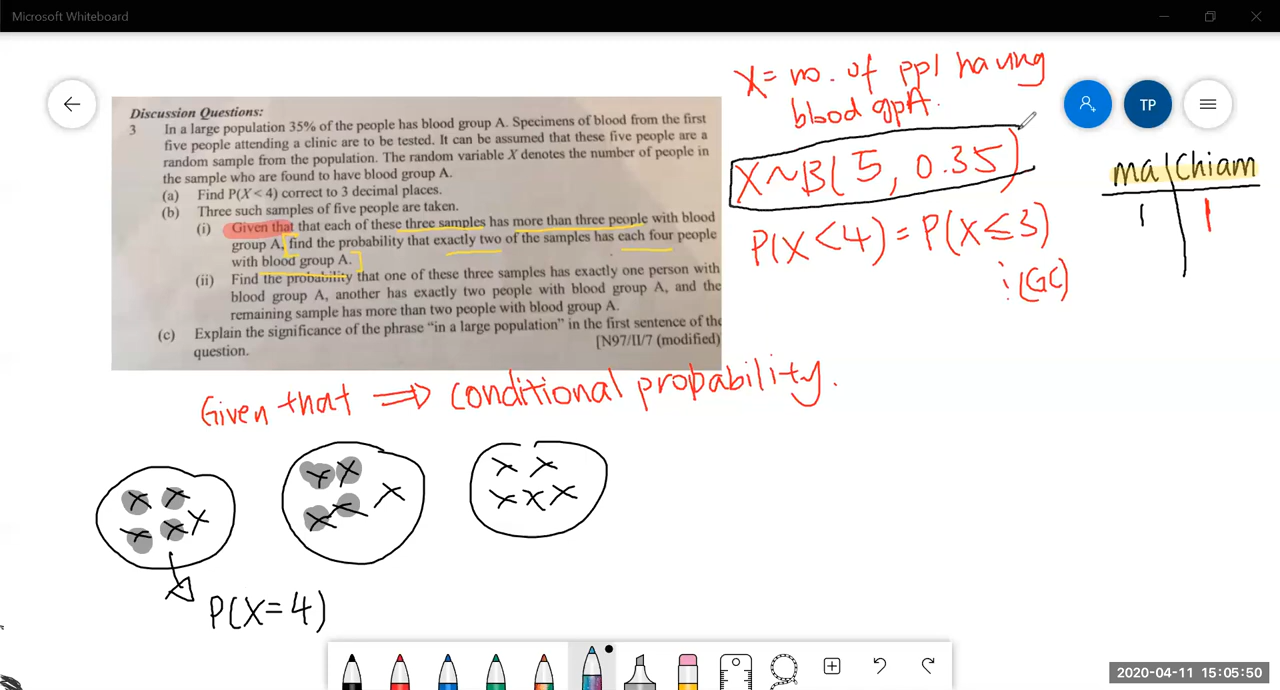 Microsoft Whiteboard
X = no. of ppl having
blood gpA.
TP
Discussion Questions:
3 In a large population 35% of the people has blood group A. Specimens of blood from the first
five people attending a clinic are to be tested. It can be assumed that these five people are a
random sample from the population. The random variable X denotes the number of people in
the sample who are found to have blood group A.
(a) Find P(X < 4) correct to 3 decimal places.
(b) Three such samples of five people are taken.
(i) Given that that each of these three samples has more than three people with blood
group A, find the probability that exactly two of the samples has each four people
with blood group A.
(ii) Find the probability that one of these three samples has exactly one person with
blood group A, another has exactly two people with blood group A, and the
remaining sample has more than two people with blood group A.
(c) Explain the significance of the phrase “in a large population” in the first sentence of the
question.
[N97/II/7 (modified)
X~B(5, 0.35)
P(X<4) = P(X≤3)
(GC)
ma Chiam
1 1
Given that ⇒ conditional probability.
X X X X X
X X X X X
X X
X X X
P(X=4)
2020-04-11 15:05:50